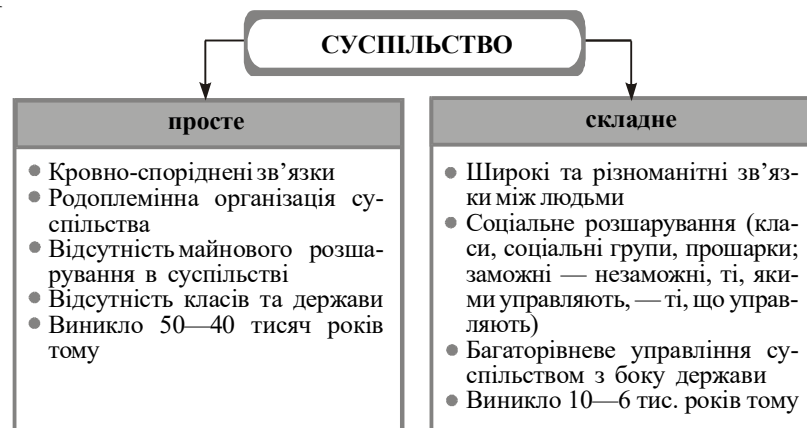 СУСПІЛЬСТВО
просте
● Кровно-споріднені зв’язки
● Родоплемінна організація су-
спільства
● Відсутність майнового розша-
рування в суспільстві
● Відсутність класів та держави
● Виникло 50—40 тисяч років
тому
складне
● Широкі та різноманітні зв’яз-
ки між людьми
● Соціальне розшарування (кла-
си, соціальні групи, прошарки;
заможні — незаможні, ті, яки-
ми управляють, — ті, що управ-
ляють)
● Багаторівневе управління су-
спільством з боку держави
● Виникло 10—6 тис. років тому